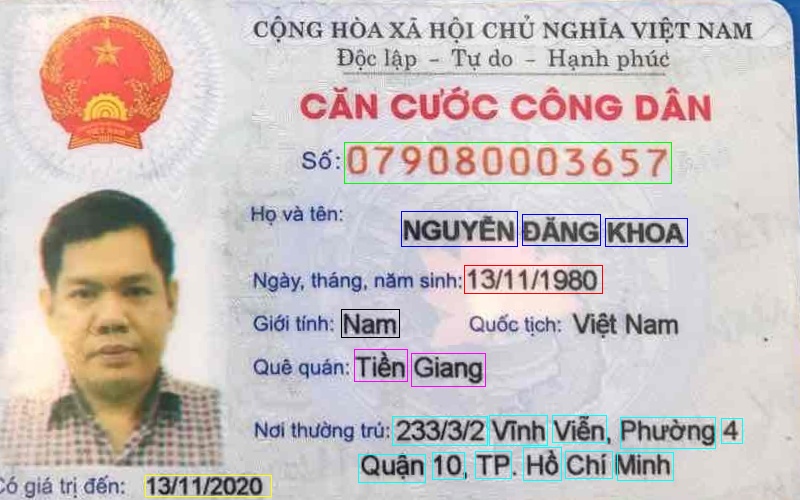 CỘNG HÒA XÃ HỘI CHỦ NGHĨA VIỆT NAM
Độc lập - Tự do - Hạnh phúc
CĂN CƯỚC CÔNG DÂN
Số: 079080003657
Họ và tên: NGUYỄN ĐĂNG KHOA
Ngày, tháng, năm sinh: 13/11/1980
Giới tính: Nam Quốc tịch: Việt Nam
Quê quán: Tiền Giang
Nơi thường trú: 233/3/2 Vĩnh Viễn, Phường 4
Quận 10, TP. Hồ Chí Minh
Có giá trị đến: 13/11/2020